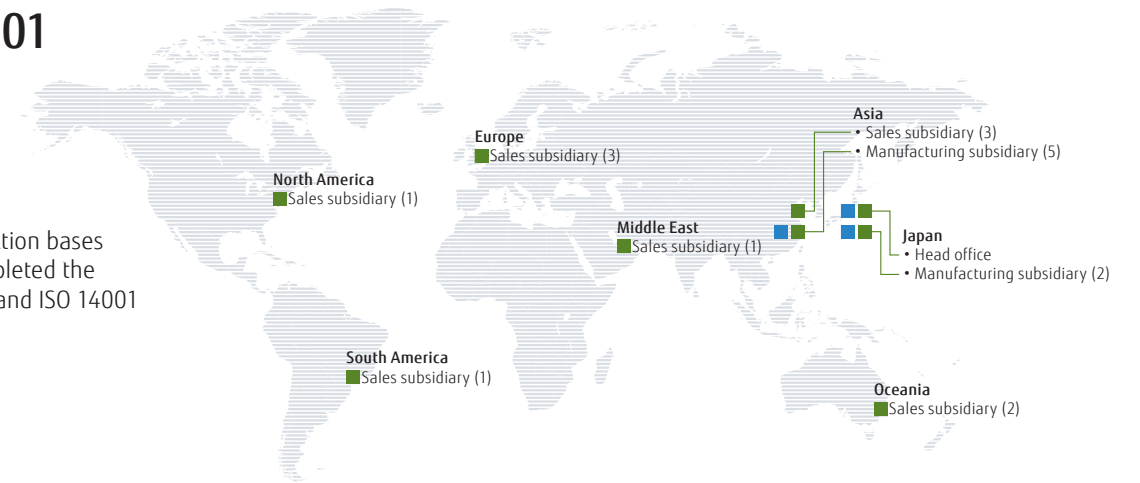 01
tion bases
pleted the
and ISO 14001
North America
Sales subsidiary (1)
Europe
Sales subsidiary (3)
Asia
• Sales subsidiary (3)
• Manufacturing subsidiary (5)
Middle East
Sales subsidiary (1)
Japan
• Head office
• Manufacturing subsidiary (2)
South America
Sales subsidiary (1)
Oceania
Sales subsidiary (2)